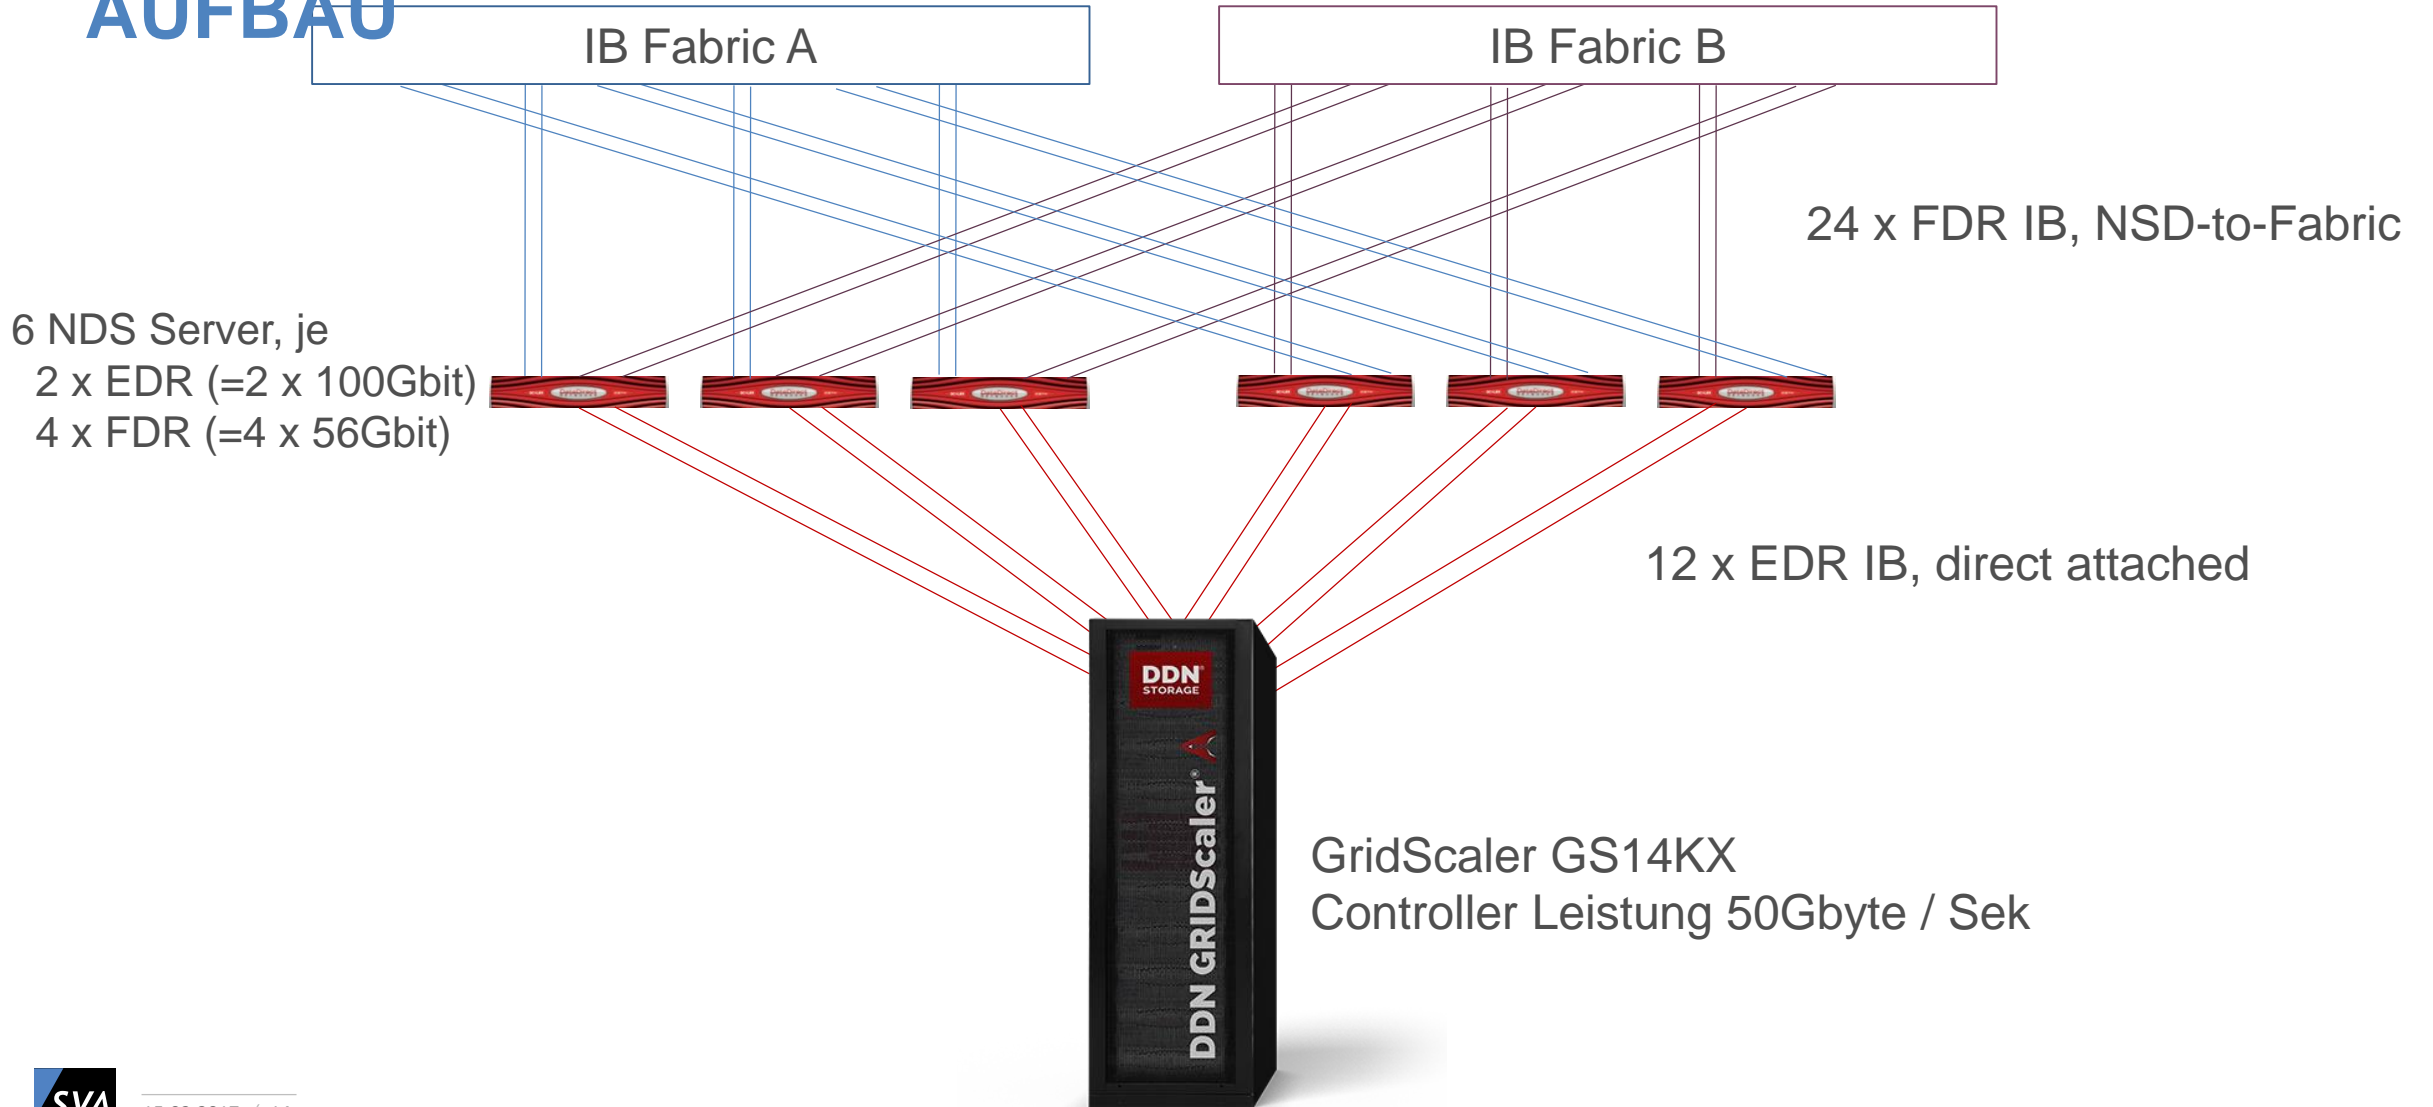 AUFBAU
IB Fabric A
IB Fabric B
24 x FDR IB, NSD-to-Fabric
6 NDS Server, je
2 x EDR (=2 x 100Gbit)
4 x FDR (=4 x 56Gbit)
12 x EDR IB, direct attached
DDN
STORAGE
DDN GRIDScaler®
GridScaler GS14KX
Controller Leistung 50Gbyte / Sek
SVA